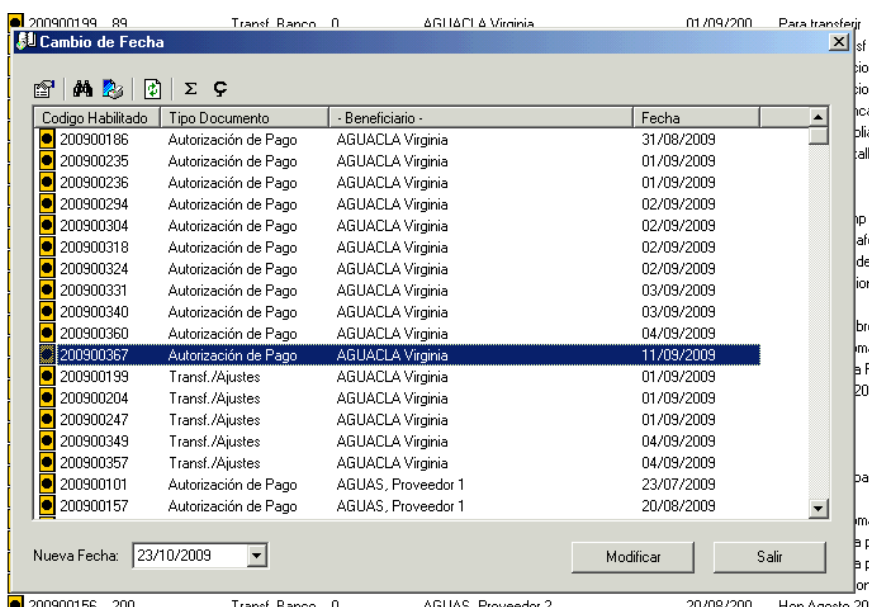 200900199 89 Transf. Banco 0 AGUACLA Virginia 01/09/200 Para transferir
Cambio de Fecha
Codigo Habilitado Tipo Documento - Beneficiario - Fecha
200900186 Autorización de Pago AGUACLA Virginia 31/08/2009
200900235 Autorización de Pago AGUACLA Virginia 01/09/2009
200900236 Autorización de Pago AGUACLA Virginia 01/09/2009
200900294 Autorización de Pago AGUACLA Virginia 02/09/2009
200900304 Autorización de Pago AGUACLA Virginia 02/09/2009
200900318 Autorización de Pago AGUACLA Virginia 02/09/2009
200900324 Autorización de Pago AGUACLA Virginia 02/09/2009
200900331 Autorización de Pago AGUACLA Virginia 03/09/2009
200900340 Autorización de Pago AGUACLA Virginia 03/09/2009
200900360 Autorización de Pago AGUACLA Virginia 04/09/2009
200900367 Autorización de Pago AGUACLA Virginia 11/09/2009
200900199 Transf./Ajustes AGUACLA Virginia 01/09/2009
200900204 Transf./Ajustes AGUACLA Virginia 01/09/2009
200900247 Transf./Ajustes AGUACLA Virginia 01/09/2009
200900349 Transf./Ajustes AGUACLA Virginia 04/09/2009
200900357 Transf./Ajustes AGUACLA Virginia 04/09/2009
200900101 Autorización de Pago AGUAS, Proveedor 1 23/07/2009
200900157 Autorización de Pago AGUAS, Proveedor 1 20/08/2009
Nueva Fecha: 23/10/2009 Modificar Salir
200900156 200 Transf. Banco 0 AGUAS, Proveedor 2 20/08/200 Hon Agosto 20